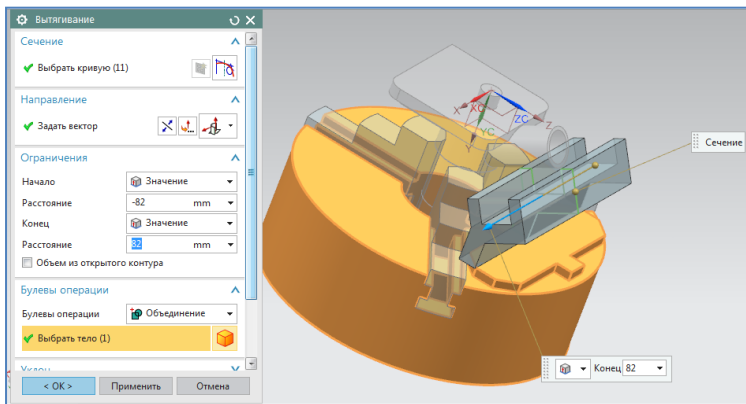 Вытягивание
Сечение
Выбрать кривую (11)
Направление
Задать вектор
Ограничения
Начало Значение
Расстояние -82 mm
Конец Значение
Расстояние 82 mm
Объем из открытого контура
Булевы операции
Булевы операции Объединение
Выбрать тело (1)
Уклон
< OK > Применить Отмена
XC ZC
X Z
YC
Y
Сечение
Конец 82